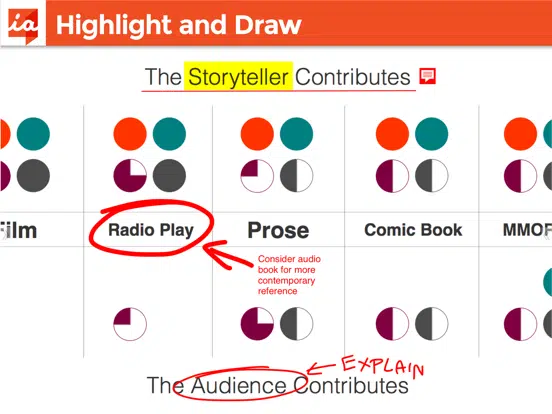 ia Highlight and Draw
The Storyteller Contributes
Film Radio Play Prose Comic Book MMOF
Consider audio
book for more
contemporary
reference
EXPLAIN
The Audience Contributes